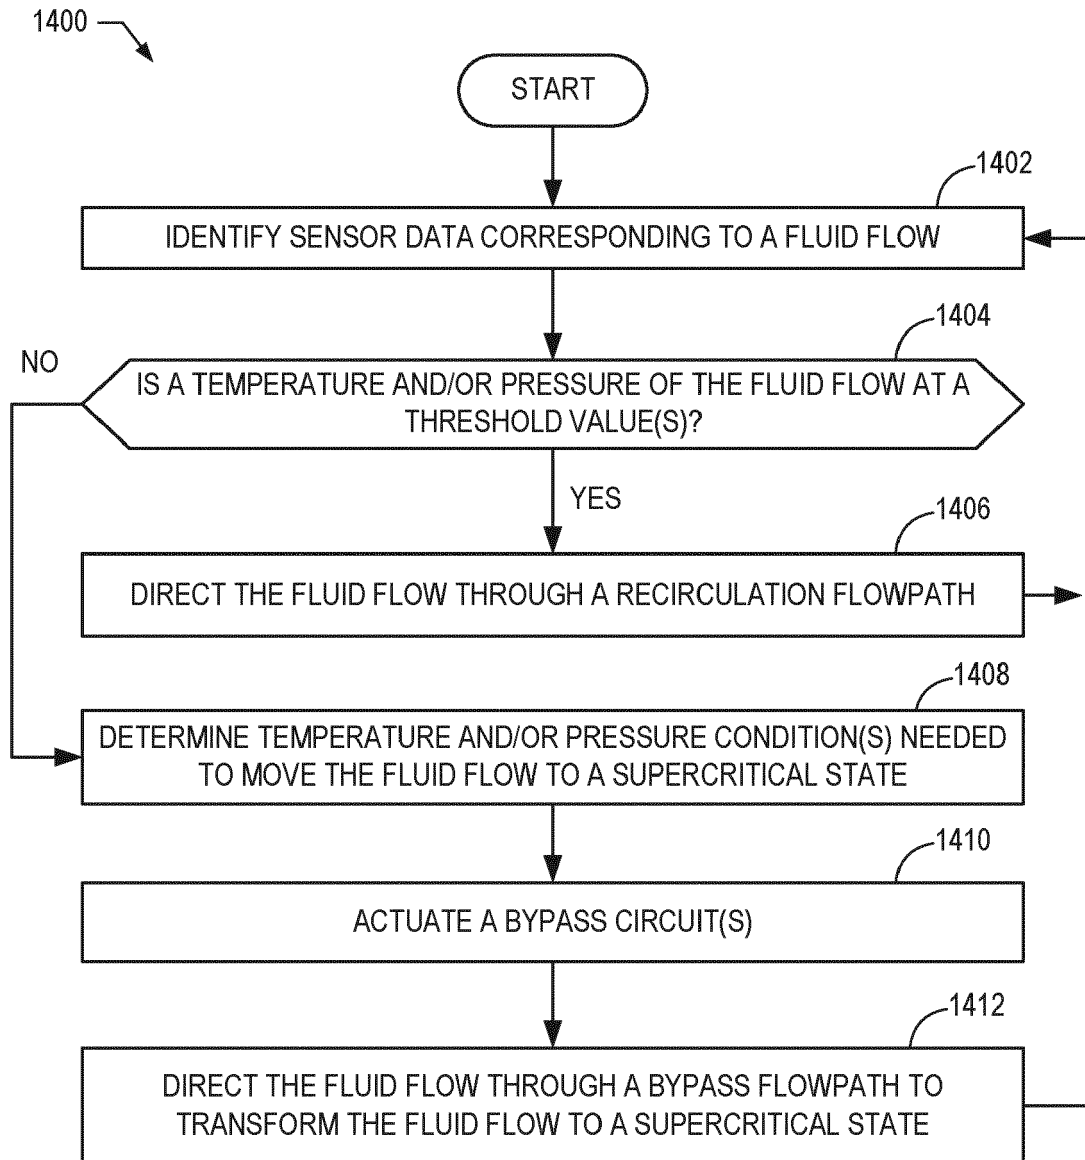 1400
START
1402
IDENTIFY SENSOR DATA CORRESPONDING TO A FLUID FLOW
1404
NO
IS A TEMPERATURE AND/OR PRESSURE OF THE FLUID FLOW AT A
THRESHOLD VALUE(S)?
YES
1406
DIRECT THE FLUID FLOW THROUGH A RECIRCULATION FLOWPATH
1408
DETERMINE TEMPERATURE AND/OR PRESSURE CONDITION(S) NEEDED
TO MOVE THE FLUID FLOW TO A SUPERCRITICAL STATE
1410
ACTUATE A BYPASS CIRCUIT(S)
1412
DIRECT THE FLUID FLOW THROUGH A BYPASS FLOWPATH TO
TRANSFORM THE FLUID FLOW TO A SUPERCRITICAL STATE